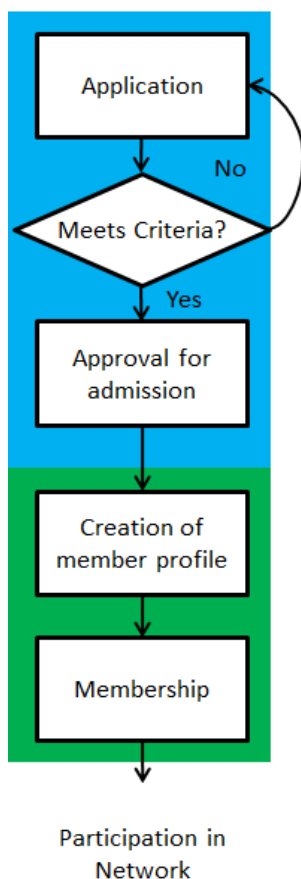 Application
No
Meets Criteria?
Yes
Approval for
admission
Creation of
member profile
Membership
Participation in
Network